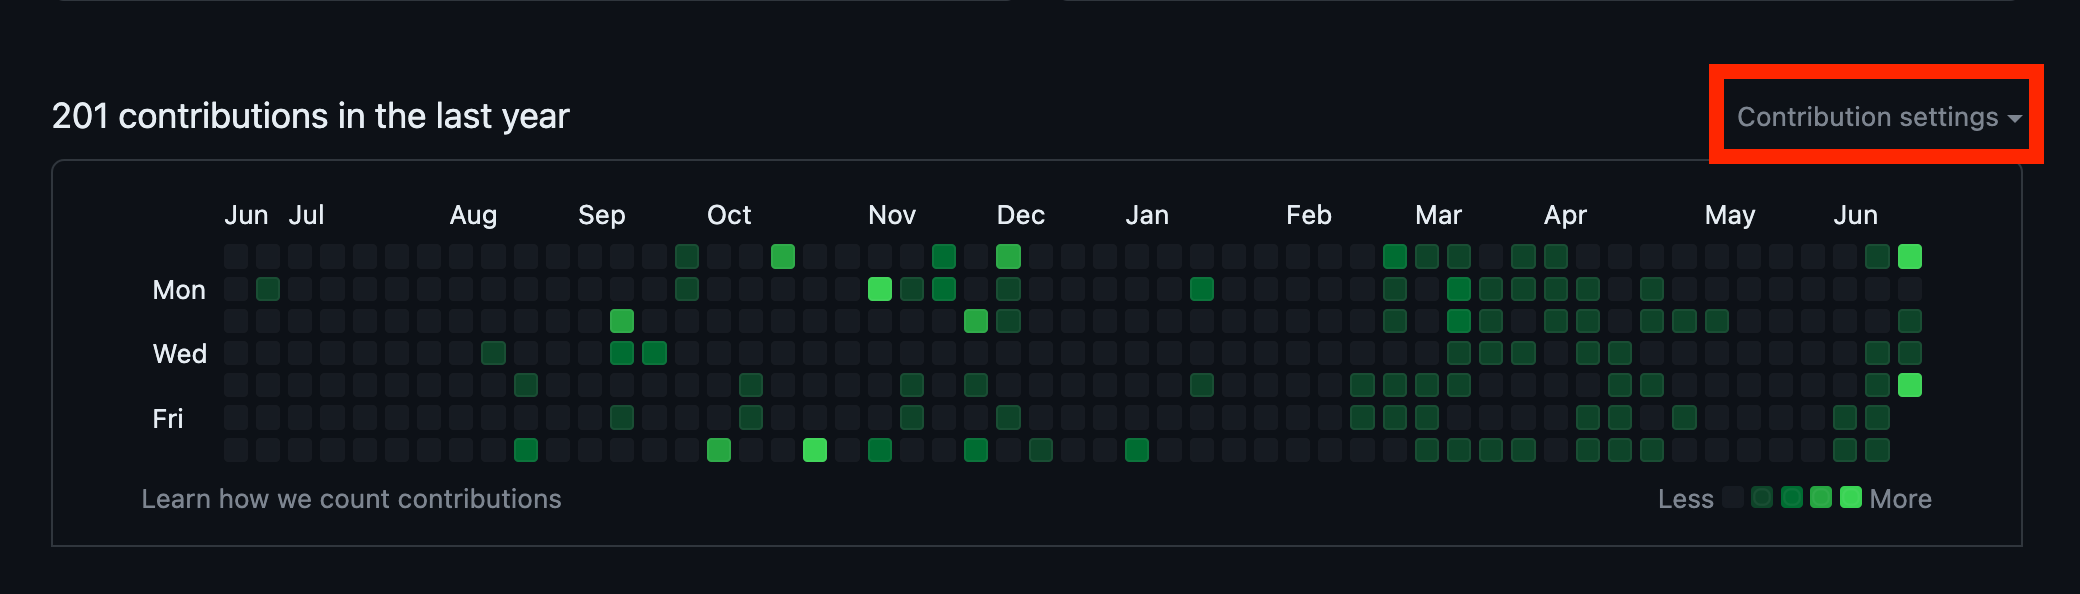 201 contributions in the last year
Contribution settings
Jun Jul Aug Sep Oct Nov Dec Jan Feb Mar Apr May Jun
Mon
Wed
Fri
Learn how we count contributions
Less More